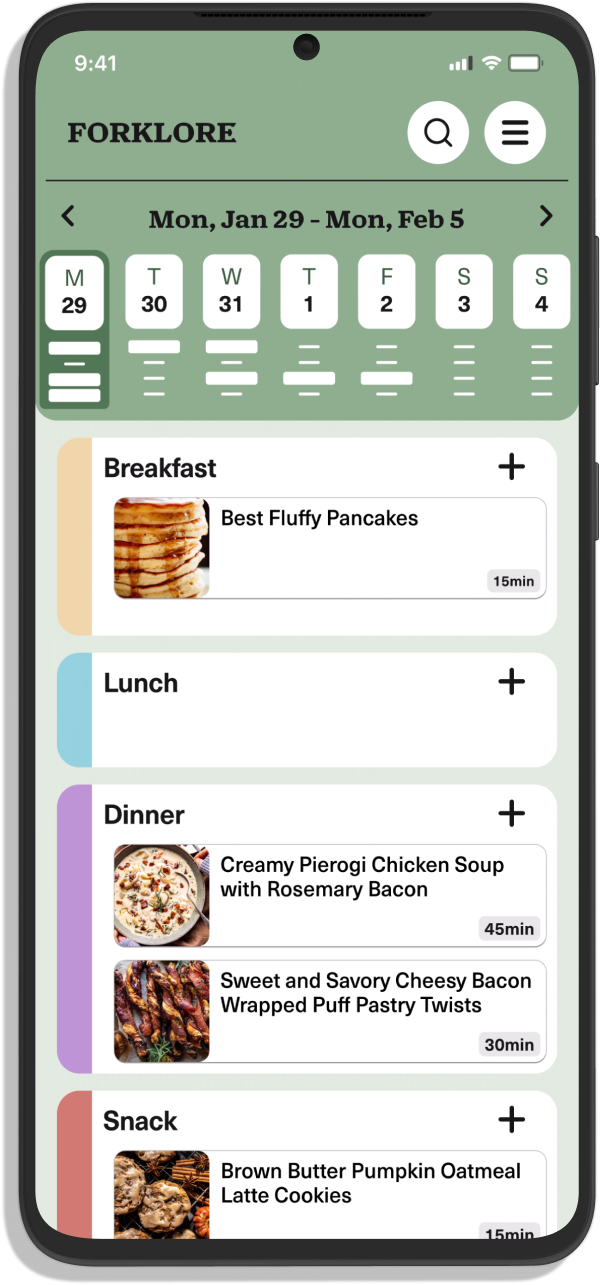 9:41
FORKLORE
Mon, Jan 29 - Mon, Feb 5
M T W T F S S
29 30 31 1 2 3 4
Breakfast
Best Fluffy Pancakes
15min
Lunch
Dinner
Creamy Pierogi Chicken Soup
with Rosemary Bacon
45min
Sweet and Savory Cheesy Bacon
Wrapped Puff Pastry Twists
30min
Snack
Brown Butter Pumpkin Oatmeal
Latte Cookies
15min